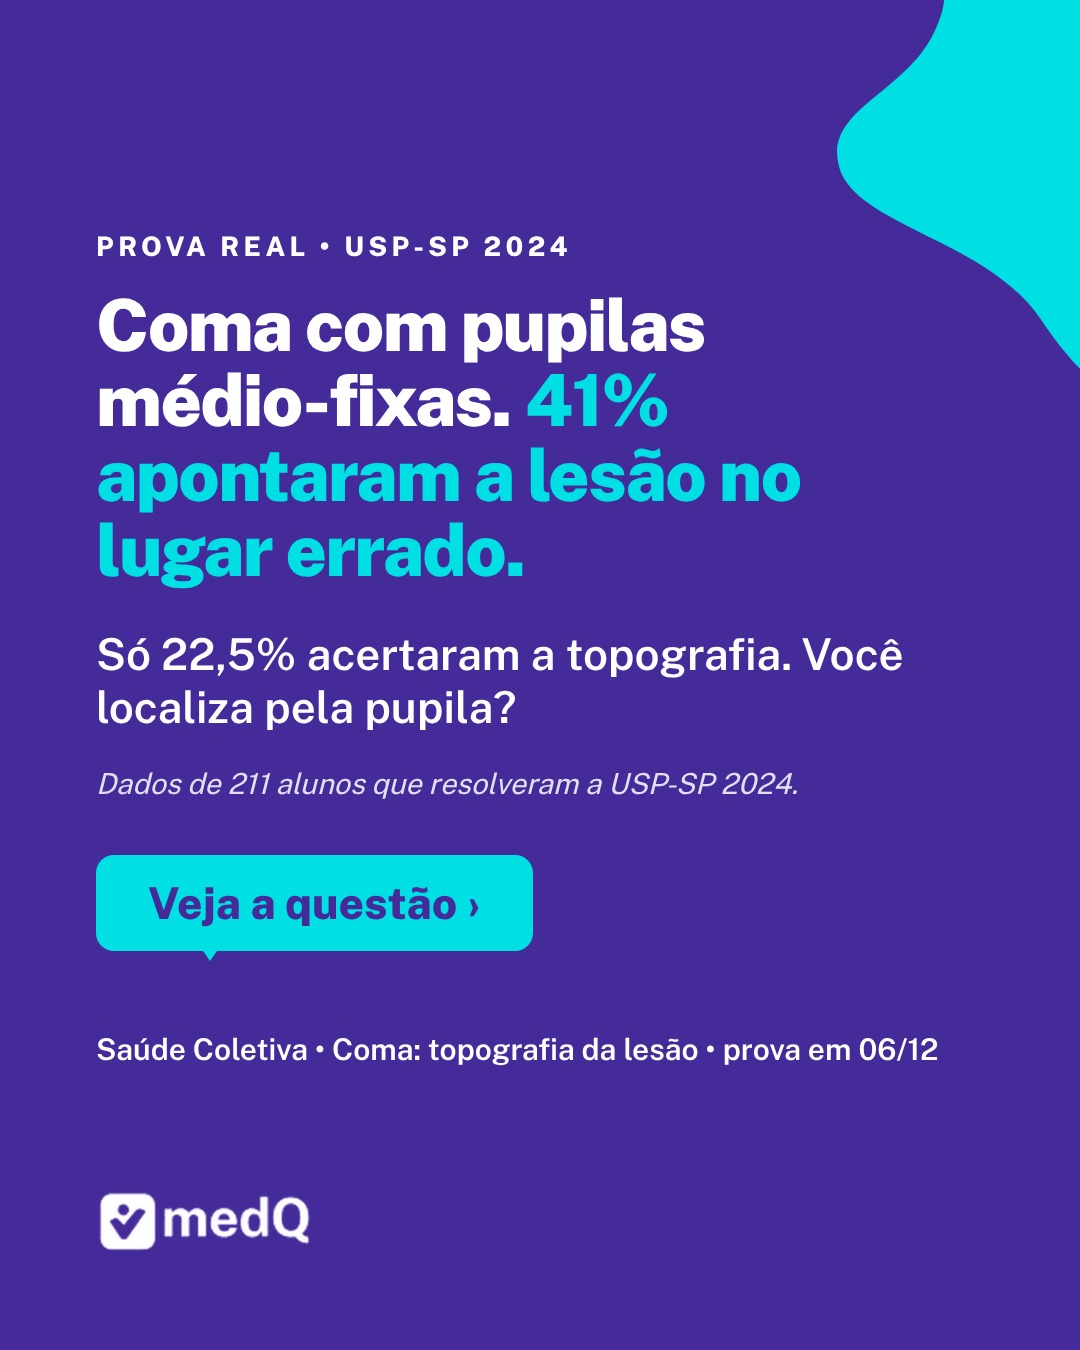 PROVA REAL • USP-SP 2024
Coma com pupilas
médio-fixas. 41%
apontaram a lesão no
lugar errado.
Só 22,5% acertaram a topografia. Você
localiza pela pupila?
Dados de 211 alunos que resolveram a USP-SP 2024.
Veja a questão ›
Saúde Coletiva • Coma: topografia da lesão • prova em 06/12
medQ